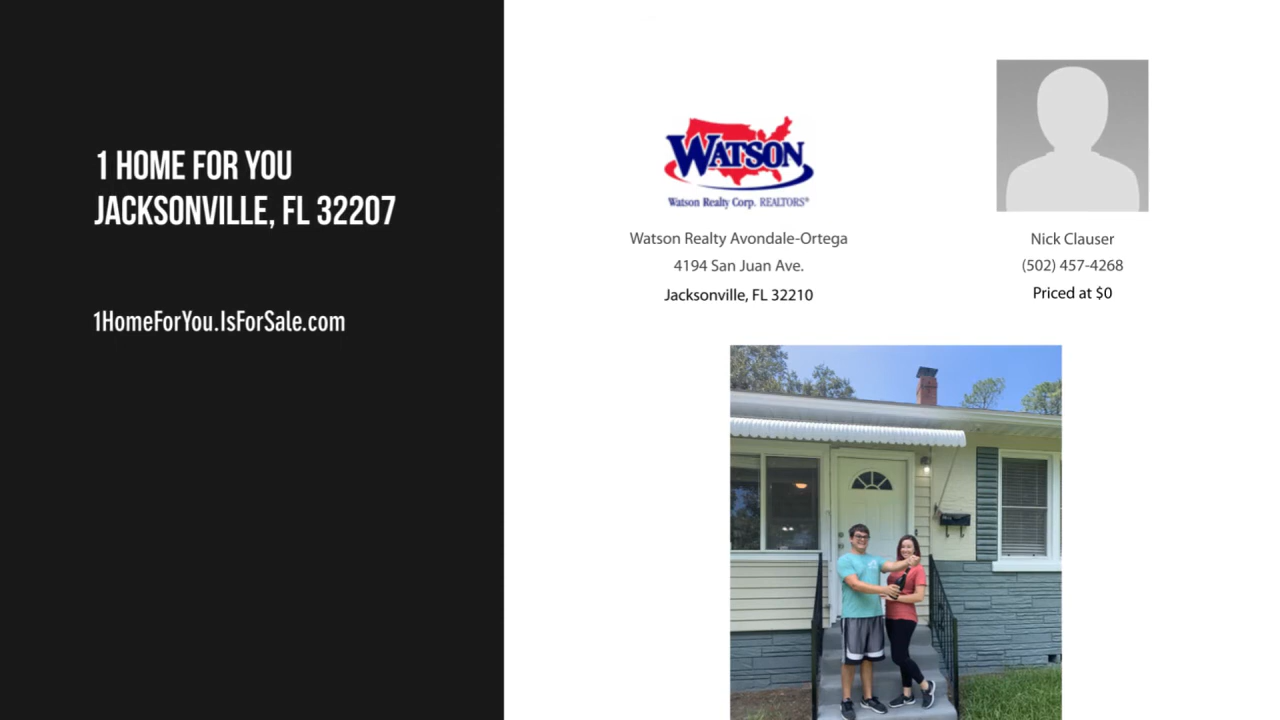 1 HOME FOR YOU
JACKSONVILLE, FL 32207
1HomeForYou.IsForSale.com
WATSON
Watson Realty Corp. REALTORS®
Watson Realty Avondale-Ortega
4194 San Juan Ave.
Jacksonville, FL 32210
Nick Clauser
(502) 457-4268
Priced at $0